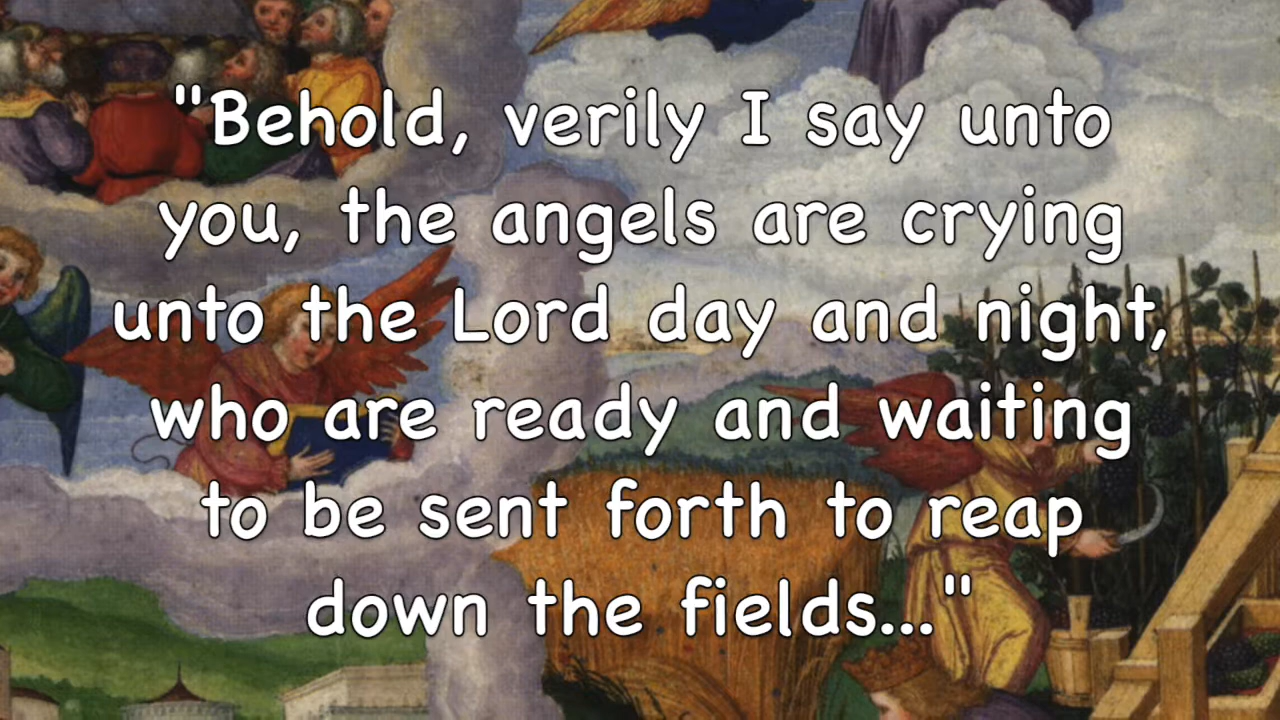 "Behold, verily I say unto
you, the angels are crying
unto the Lord day and night,
who are ready and waiting
to be sent forth to reap
down the fields..."